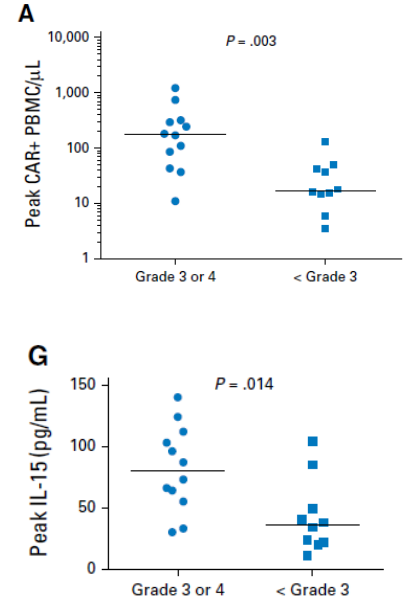 A
P = .003
Peak CAR+ PBMC/μL
10,000
1,000
100
10
1
Grade 3 or 4
< Grade 3
G
P = .014
Peak IL-15 (pg/mL)
150
100
50
0
Grade 3 or 4
< Grade 3